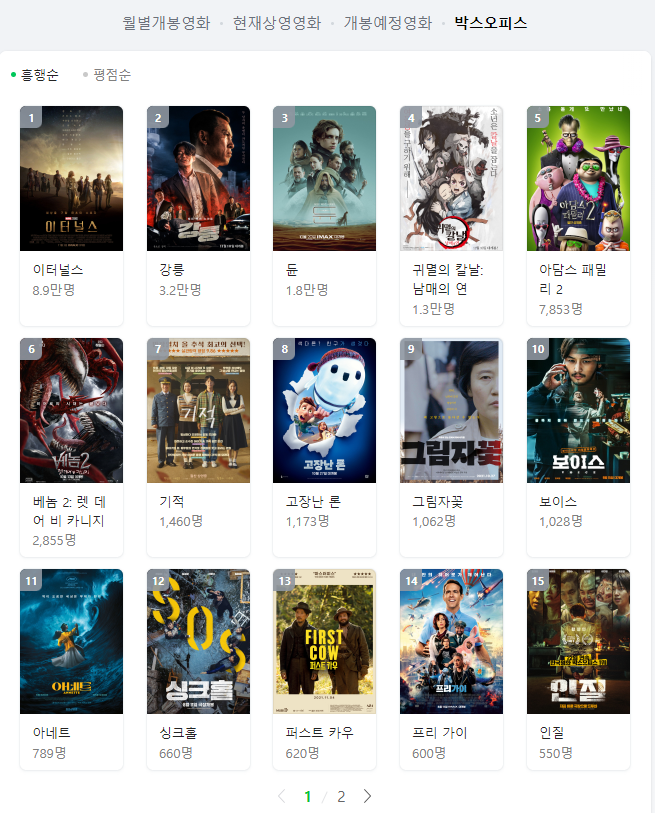 월별개봉영화 현재상영영화 개봉예정영화 박스오피스
흥행순 평점순
1 2 3 4 5
이터널스
강릉
귀멸의 칼날
아담스 패밀리 2
이터널스
8.9만명
강릉
3.2만명
듄
1.8만명
귀멸의 칼날:
남매의 연
1.3만명
아담스 패밀
리 2
7,853명
6 7 8 9 10
베놈2
기적
고장난 론
그림자꽃
보이스
베놈 2: 렛 데
어 비 카니지
2,855명
기적
1,460명
고장난 론
1,173명
그림자꽃
1,062명
보이스
1,028명
11 12 13 14 15
아네트
ANNETTE
SOS
싱크홀
FIRST
COW
퍼스트 카우
2021.11.04
프리 가이
인질
아네트
789명
싱크홀
660명
퍼스트 카우
620명
프리 가이
600명
인질
550명
1 / 2